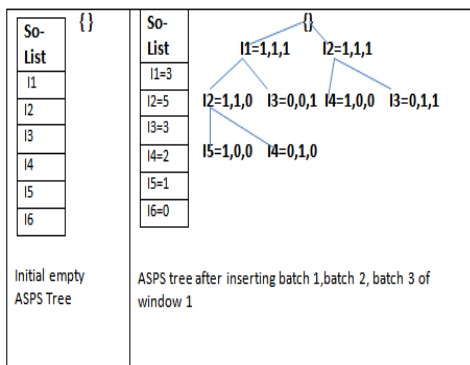 So-
List
{ }
I1
I2
I3
I4
I5
I6
Initial empty
ASPS Tree
So-
List
I1=3
I2=5
I3=3
I4=2
I5=1
I6=0
{}
I1=1,1,1 I2=1,1,1
I2=1,1,0 I3=0,0,1 I4=1,0,0 I3=0,1,1
I5=1,0,0 I4=0,1,0
ASPS tree after inserting batch 1,batch 2, batch 3 of
window 1